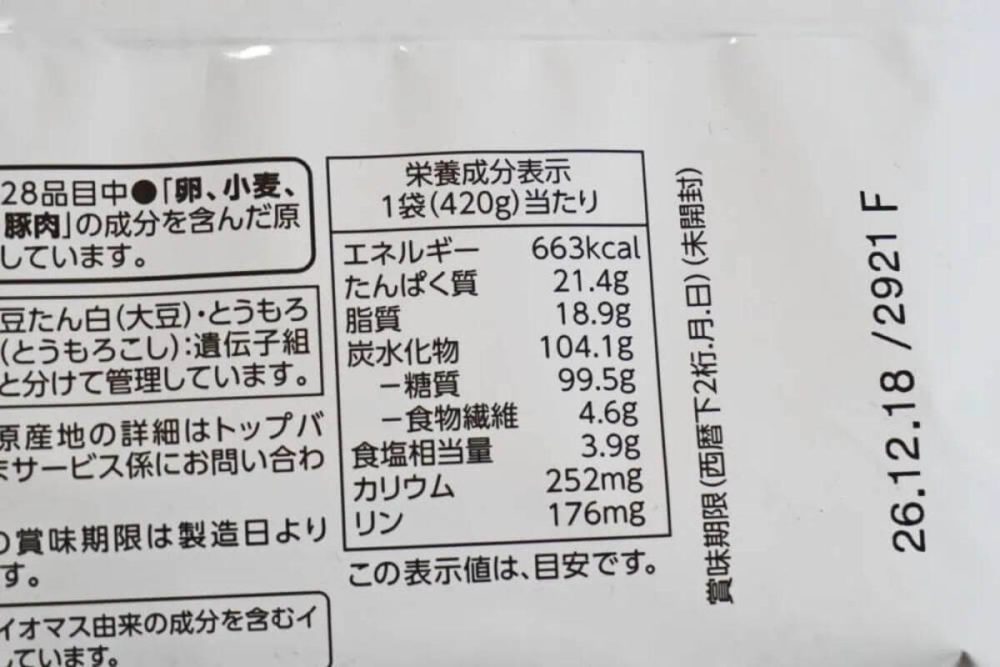 28品目中●「卵、小麦、
豚肉」の成分を含んだ原
しています。
豆たん白(大豆)・とうもろ
(とうもろこし):遺伝子組
と分けて管理しています。
原産地の詳細はトップバ
サービス係にお問い合わ
の賞味期限は製造日より
す。
イオマス由来の成分を含むイ
しています。
栄養成分表示
1袋(420g)当たり
エネルギー 663kcal
たんぱく質 21.4g
脂質 18.9g
炭水化物 104.1g
−糖質 99.5g
−食物繊維 4.6g
食塩相当量 3.9g
カリウム 252mg
リン 176mg
この表示値は、目安です。
賞味期限(西暦下2桁.月.日)(未開封)
26.12.18 /2921 F